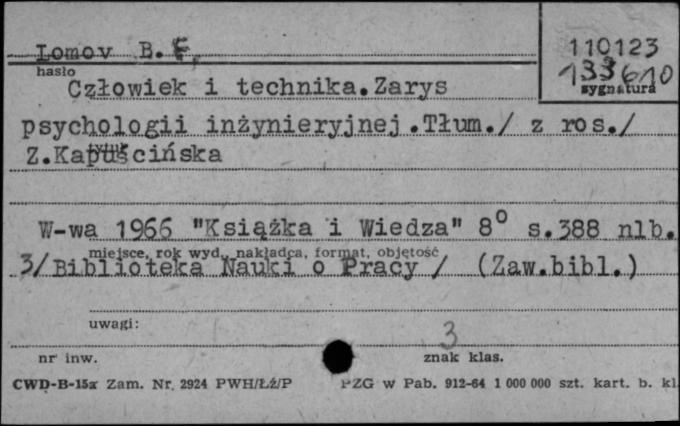 Lomov B. F.
110123
133610
hasło
sygnatura
Człowiek i technika.Zarys
psychologii inżynieryjnej.Tłum./ z ros./
Z.Kapuścińska
tytuł
W-wa 1966 "Książka i Wiedza" 8° s.388 nlb.
miejsce, rok wyd., nakładca, format, objętość
3/Biblioteka Nauki o Pracy/ (Zaw.bibl.)
uwagi:
3
nr inw.
znak klas.
CWD-B-15a Zam. Nr. 2924 PWH/Łź/P PZG w Pab. 912-64 1 000 000 szt. kart. b. kl.